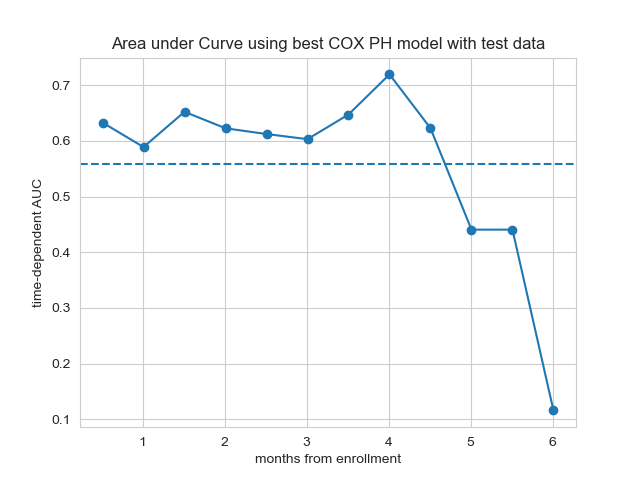 Area under Curve using best COX PH model with test data
time-dependent AUC
0.7
0.6
0.5
0.4
0.3
0.2
0.1
1 2 3 4 5 6
months from enrollment